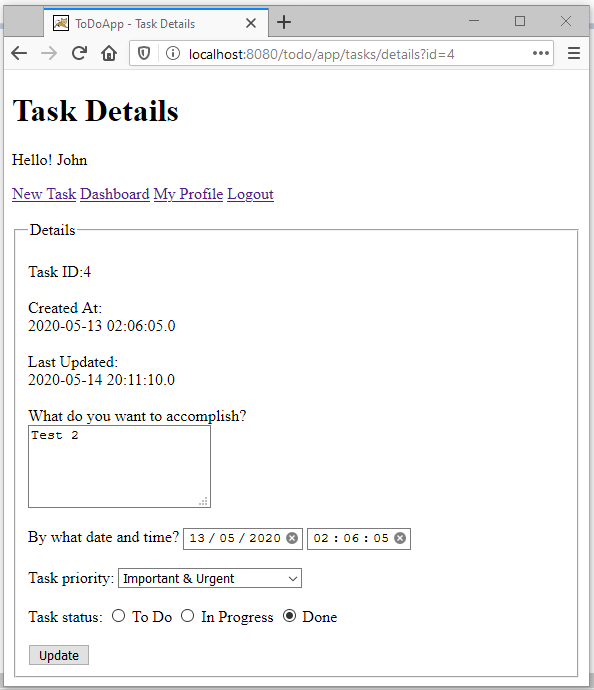 ToDoApp - Task Details
localhost:8080/todo/app/tasks/details?id=4
Task Details
Hello! John
New Task Dashboard My Profile Logout
Details
Task ID:4
Created At:
2020-05-13 02:06:05.0
Last Updated:
2020-05-14 20:11:10.0
What do you want to accomplish?
Test 2
By what date and time? 13 / 05 / 2020 02 : 06 : 05
Task priority: Important & Urgent
Task status: To Do In Progress Done
Update